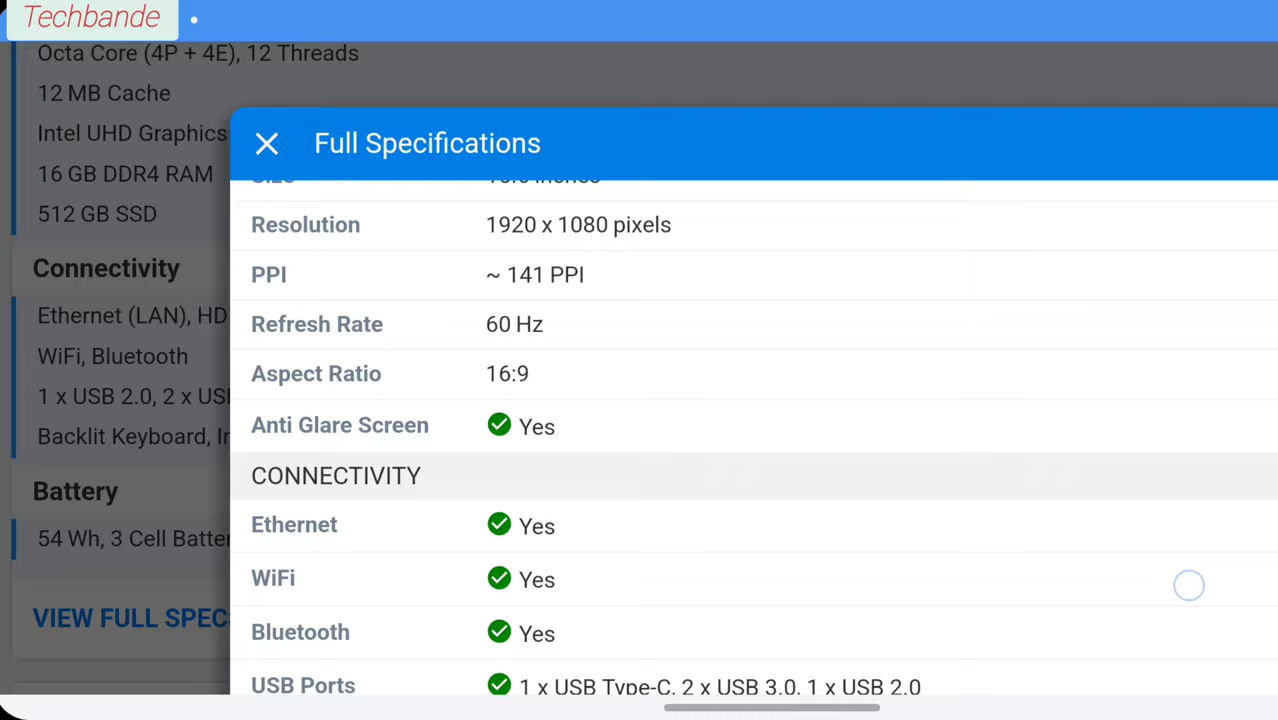 Techbande
Octa Core (4P + 4E), 12 Threads
12 MB Cache
Intel UHD Graphics
16 GB DDR4 RAM
512 GB SSD
Connectivity
Ethernet (LAN), HD
WiFi, Bluetooth
1 x USB 2.0, 2 x
Backlit Keyboard,
Battery
54 Wh, 3 Cell
VIEW FULL
Full Specifications
Size inches
Resolution 1920 x 1080 pixels
PPI ~ 141 PPI
Refresh Rate 60 Hz
Aspect Ratio 16:9
Anti Glare Screen Yes
CONNECTIVITY
Ethernet Yes
WiFi Yes
Bluetooth Yes
USB Ports 1 x USB Type-C, 2 x USB 3.0, 1 x USB 2.0